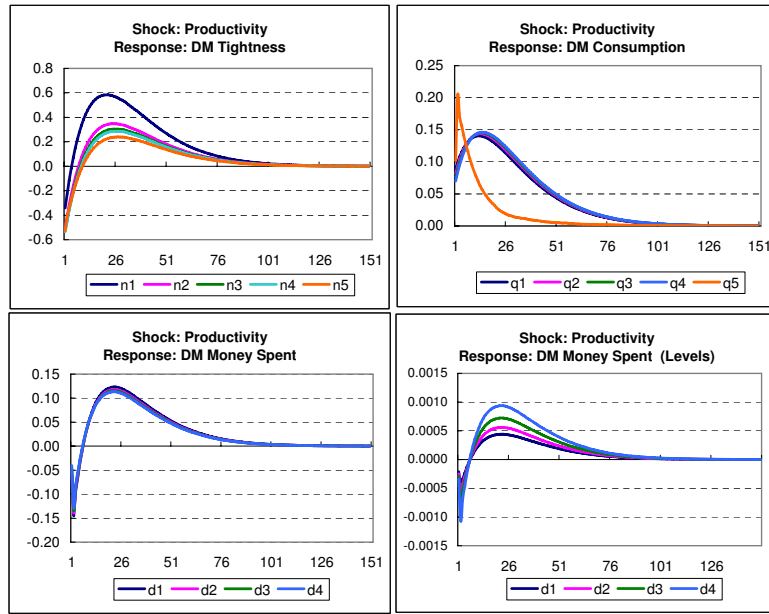 Shock: Productivity
Response: DM Tightness
0.8
0.6
0.4
0.2
0.0
-0.2
-0.4
-0.6
1 26 51 76 101 126 151
n1 n2 n3 n4 n5
Shock: Productivity
Response: DM Consumption
0.25
0.20
0.15
0.10
0.05
0.00
1 26 51 76 101 126 151
q1 q2 q3 q4 q5
Shock: Productivity
Response: DM Money Spent
0.15
0.10
0.05
0.00
-0.05
-0.10
-0.15
-0.20
1 26 51 76 101 126 151
d1 d2 d3 d4
Shock: Productivity
Response: DM Money Spent (Levels)
0.0015
0.0010
0.0005
0.0000
-0.0005
-0.0010
-0.0015
1 26 51 76 101 126
d1 d2 d3 d4